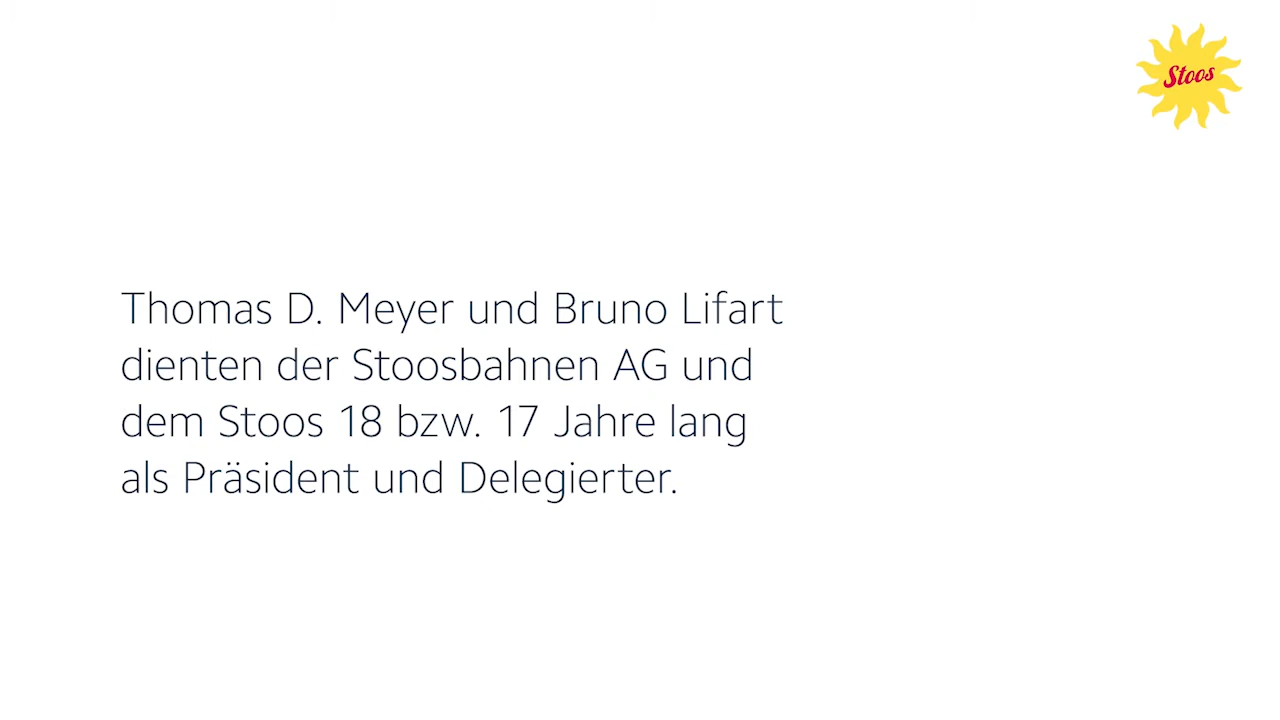 Stoos
Thomas D. Meyer und Bruno Lifart
dienten der Stoosbahnen AG und
dem Stoos 18 bzw. 17 Jahre lang
als Präsident und Delegierter.